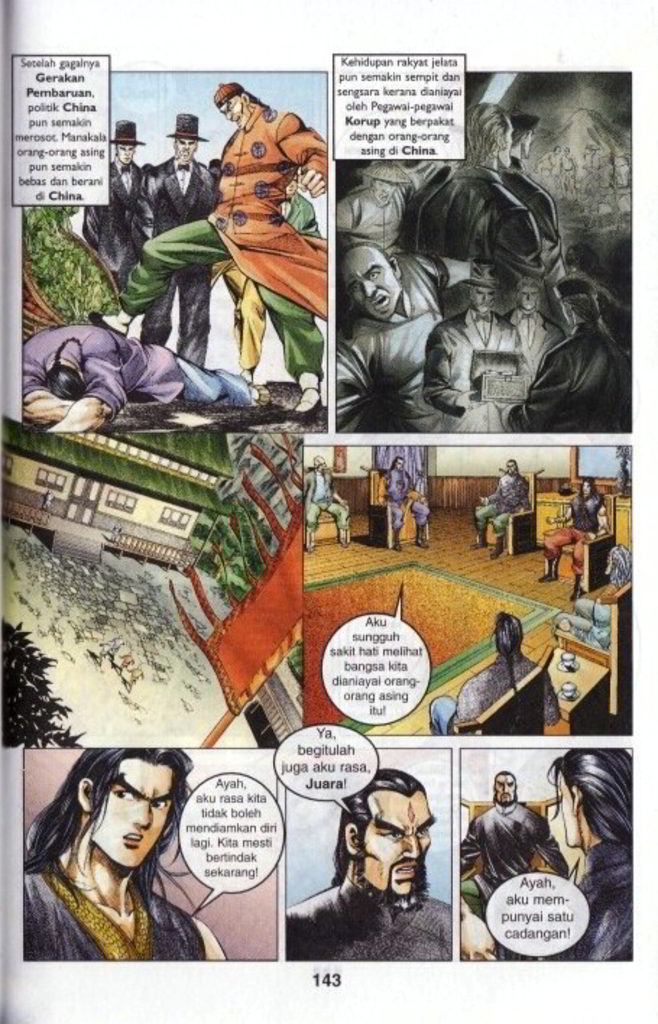 Setelah gagalnya
Gerakan
Pembaruan,
politik China
pun semakin
merosot. Manakala
orang-orang asing
pun semakin
bebas dan berani
di China.
Kehidupan rakyat jelata
pun semakin sempit dan
sengsara kerana dianiayai
oleh Pegawai-pegawai
Korup yang berpakat
dengan orang-orang
asing di China.
Aku
sungguh
sakit hati melihat
bangsa kita
dianiayai orang-
orang asing
itu!
Ya,
begitulah
juga aku rasa,
Juara!
Ayah,
aku rasa kita
tidak boleh
mendiamkan diri
lagi. Kita mesti
bertindak
sekarang!
Ayah,
aku mem-
punyai satu
cadangan!
143